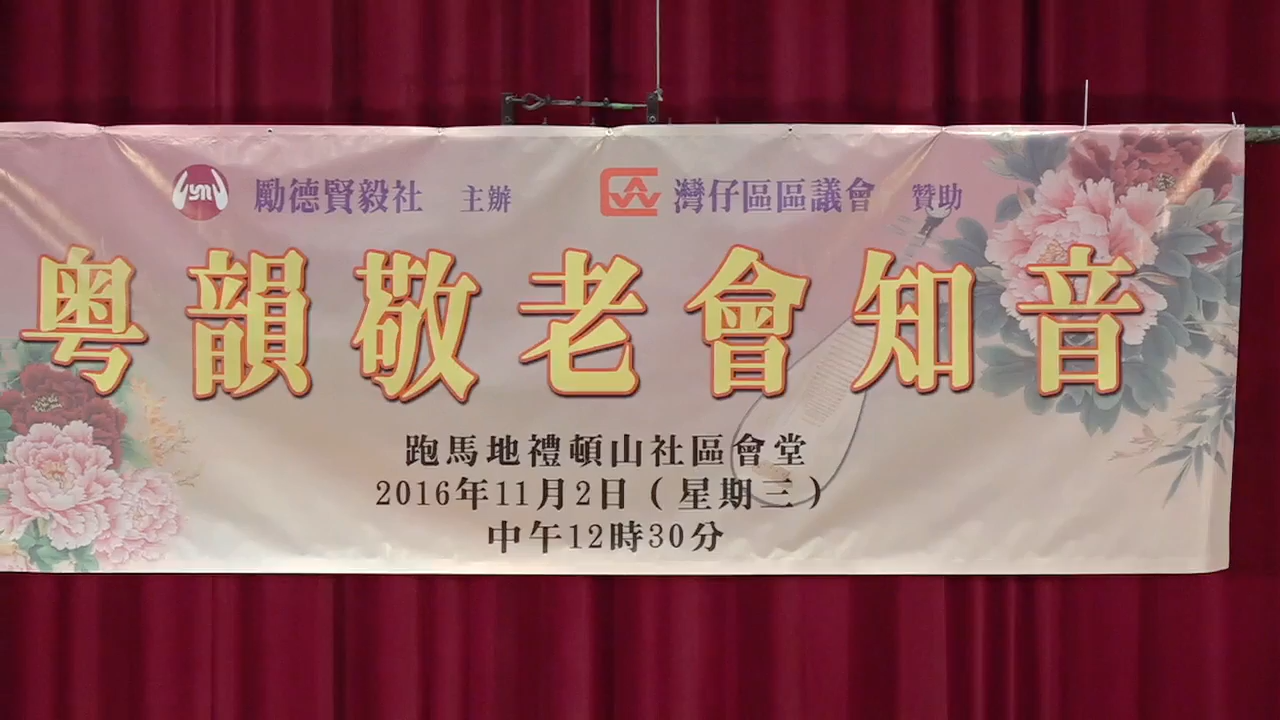 勵德賢毅社 主辦 灣仔區區議會 贊助
粵韻敬老會知音
跑馬地禮頓山社區會堂
2016年11月2日(星期三)
中午12時30分